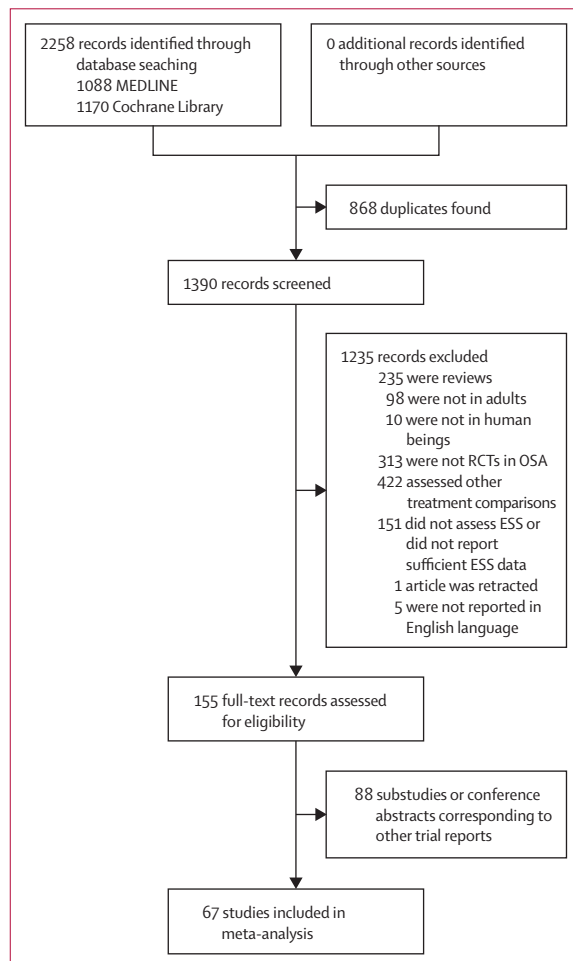 2258 records identified through
database seaching
1088 MEDLINE
1170 Cochrane Library
0 additional records identified
through other sources
868 duplicates found
1390 records screened
1235 records excluded
235 were reviews
98 were not in adults
10 were not in human
beings
313 were not RCTs in OSA
422 assessed other
treatment comparisons
151 did not assess ESS or
did not report
sufficient ESS data
1 article was retracted
5 were not reported in
English language
155 full-text records assessed
for eligibility
88 substudies or conference
abstracts corresponding to
other trial reports
67 studies included in
meta-analysis